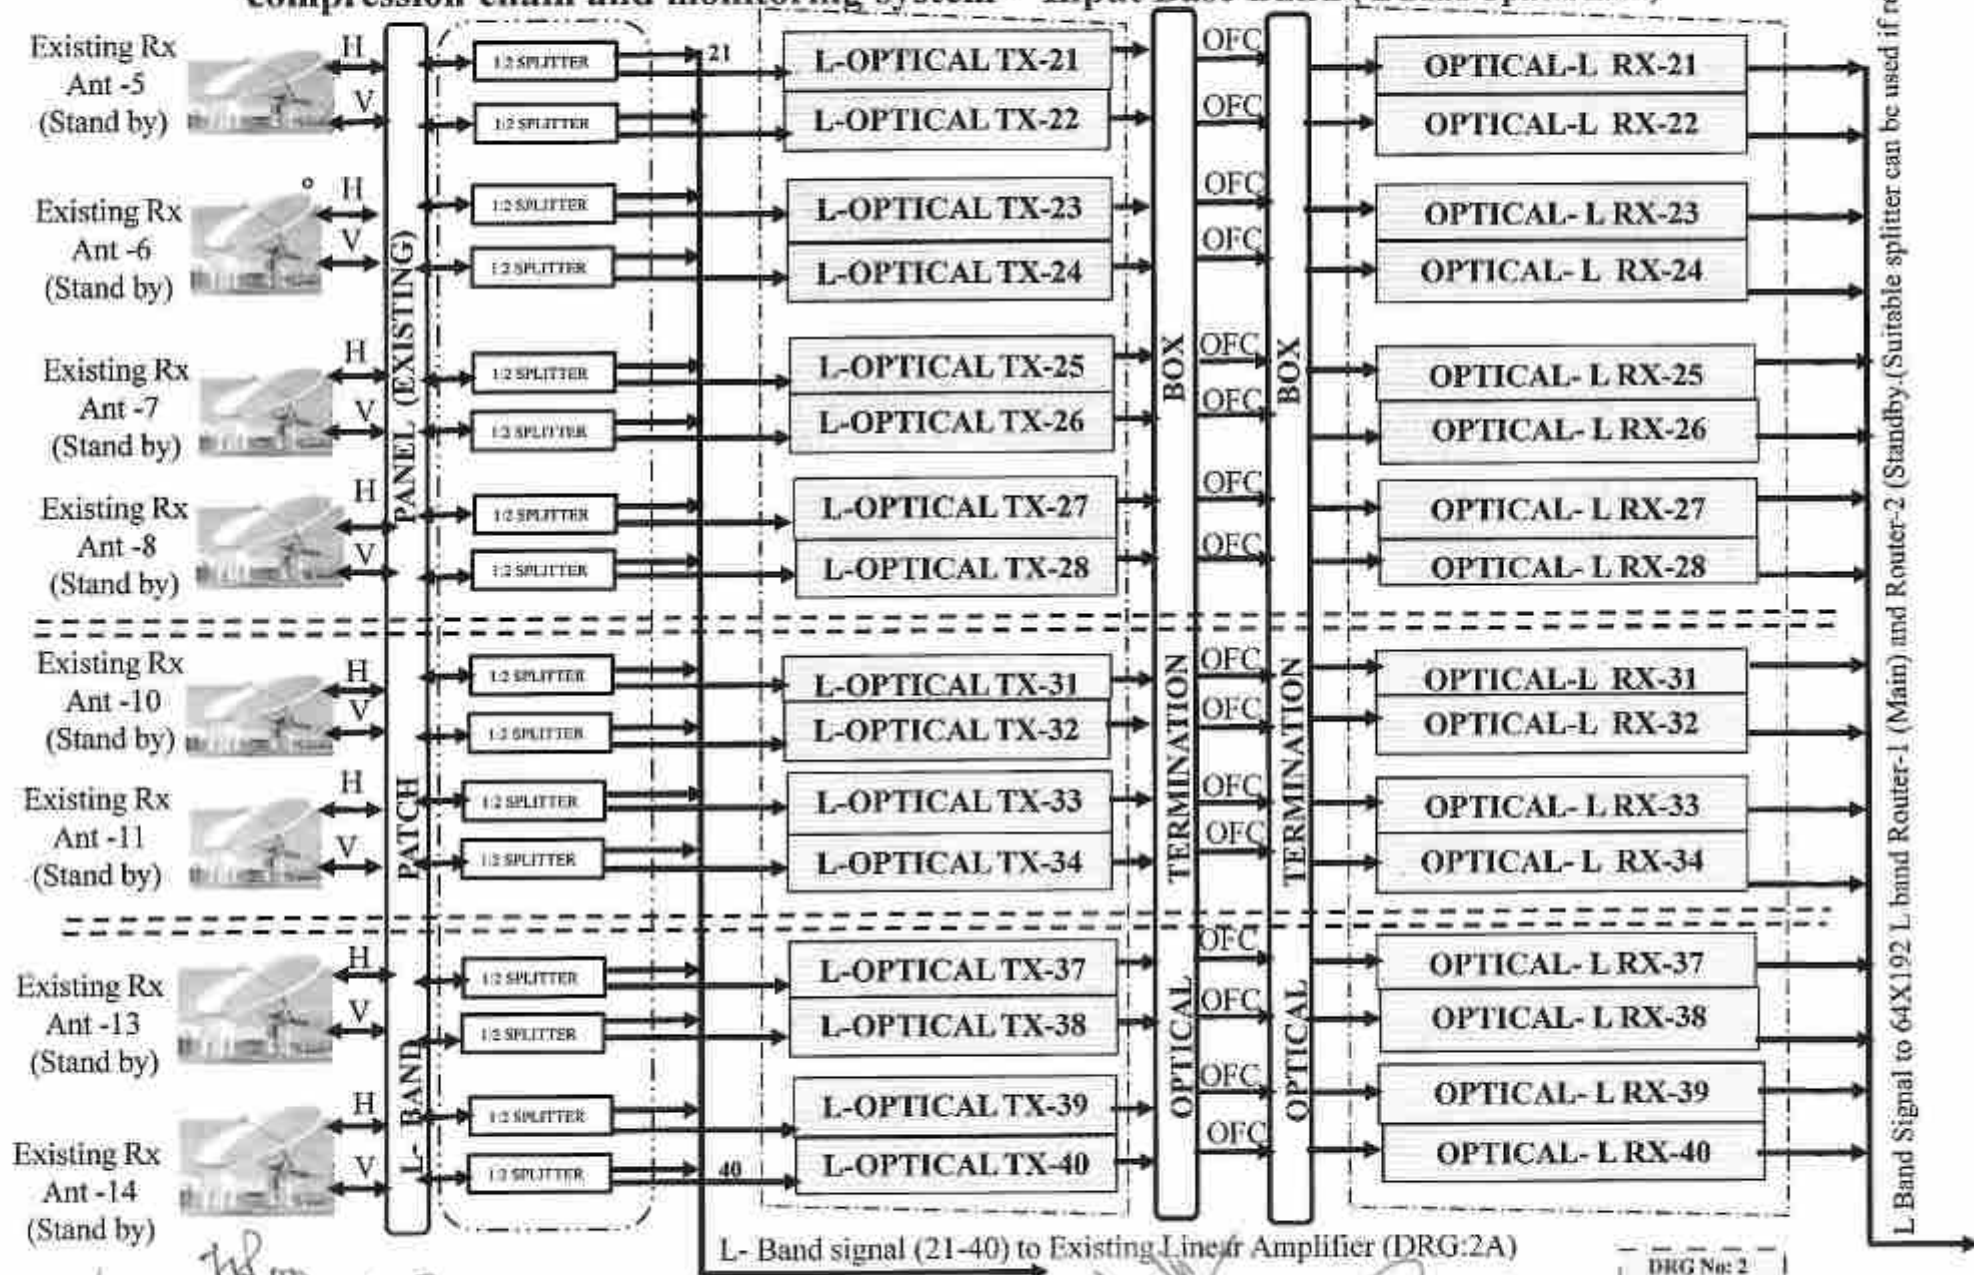 compression chain and monitoring system - Input Base Band
Existing Rx
Ant -5
(Stand by)
H
V
1:2 SPLITTER
1:2 SPLITTER
21
L-OPTICAL TX-21
L-OPTICAL TX-22
OFC
OFC
OPTICAL-L RX-21
OPTICAL-L RX-22
Existing Rx
Ant -6
(Stand by)
H
V
1:2 SPLITTER
1:2 SPLITTER
L-OPTICAL TX-23
L-OPTICAL TX-24
OFC
OFC
OPTICAL- L RX-23
OPTICAL- L RX-24
Existing Rx
Ant -7
(Stand by)
H
V
1:2 SPLITTER
1:2 SPLITTER
L-OPTICAL TX-25
L-OPTICAL TX-26
OFC
OFC
OPTICAL- L RX-25
OPTICAL- L RX-26
Existing Rx
Ant -8
(Stand by)
H
V
1:2 SPLITTER
1:2 SPLITTER
L-OPTICAL TX-27
L-OPTICAL TX-28
OFC
OFC
OPTICAL- L RX-27
OPTICAL- L RX-28
Existing Rx
Ant -10
(Stand by)
H
V
1:2 SPLITTER
1:2 SPLITTER
L-OPTICAL TX-31
L-OPTICAL TX-32
OFC
OFC
OPTICAL-L RX-31
OPTICAL-L RX-32
Existing Rx
Ant -11
(Stand by)
H
V
1:2 SPLITTER
1:2 SPLITTER
L-OPTICAL TX-33
L-OPTICAL TX-34
OFC
OFC
OPTICAL- L RX-33
OPTICAL- L RX-34
Existing Rx
Ant -13
(Stand by)
H
V
1:2 SPLITTER
1:2 SPLITTER
L-OPTICAL TX-37
L-OPTICAL TX-38
OFC
OFC
OPTICAL- L RX-37
OPTICAL- L RX-38
Existing Rx
Ant -14
(Stand by)
H
V
1:2 SPLITTER
1:2 SPLITTER
40
L-OPTICAL TX-39
L-OPTICAL TX-40
OFC
OFC
OPTICAL- L RX-39
OPTICAL- L RX-40
L- BAND PATCH PANEL (EXISTING)
OPTICAL TERMINATION BOX
OPTICAL TERMINATION BOX
L Band Signal to 64X192 L band Router-1 (Main) and Router-2 (Standby.(Suitable splitter can be used if
L- Band signal (21-40) to Existing Linear Amplifier (DRG:2A)
DRG No: 2